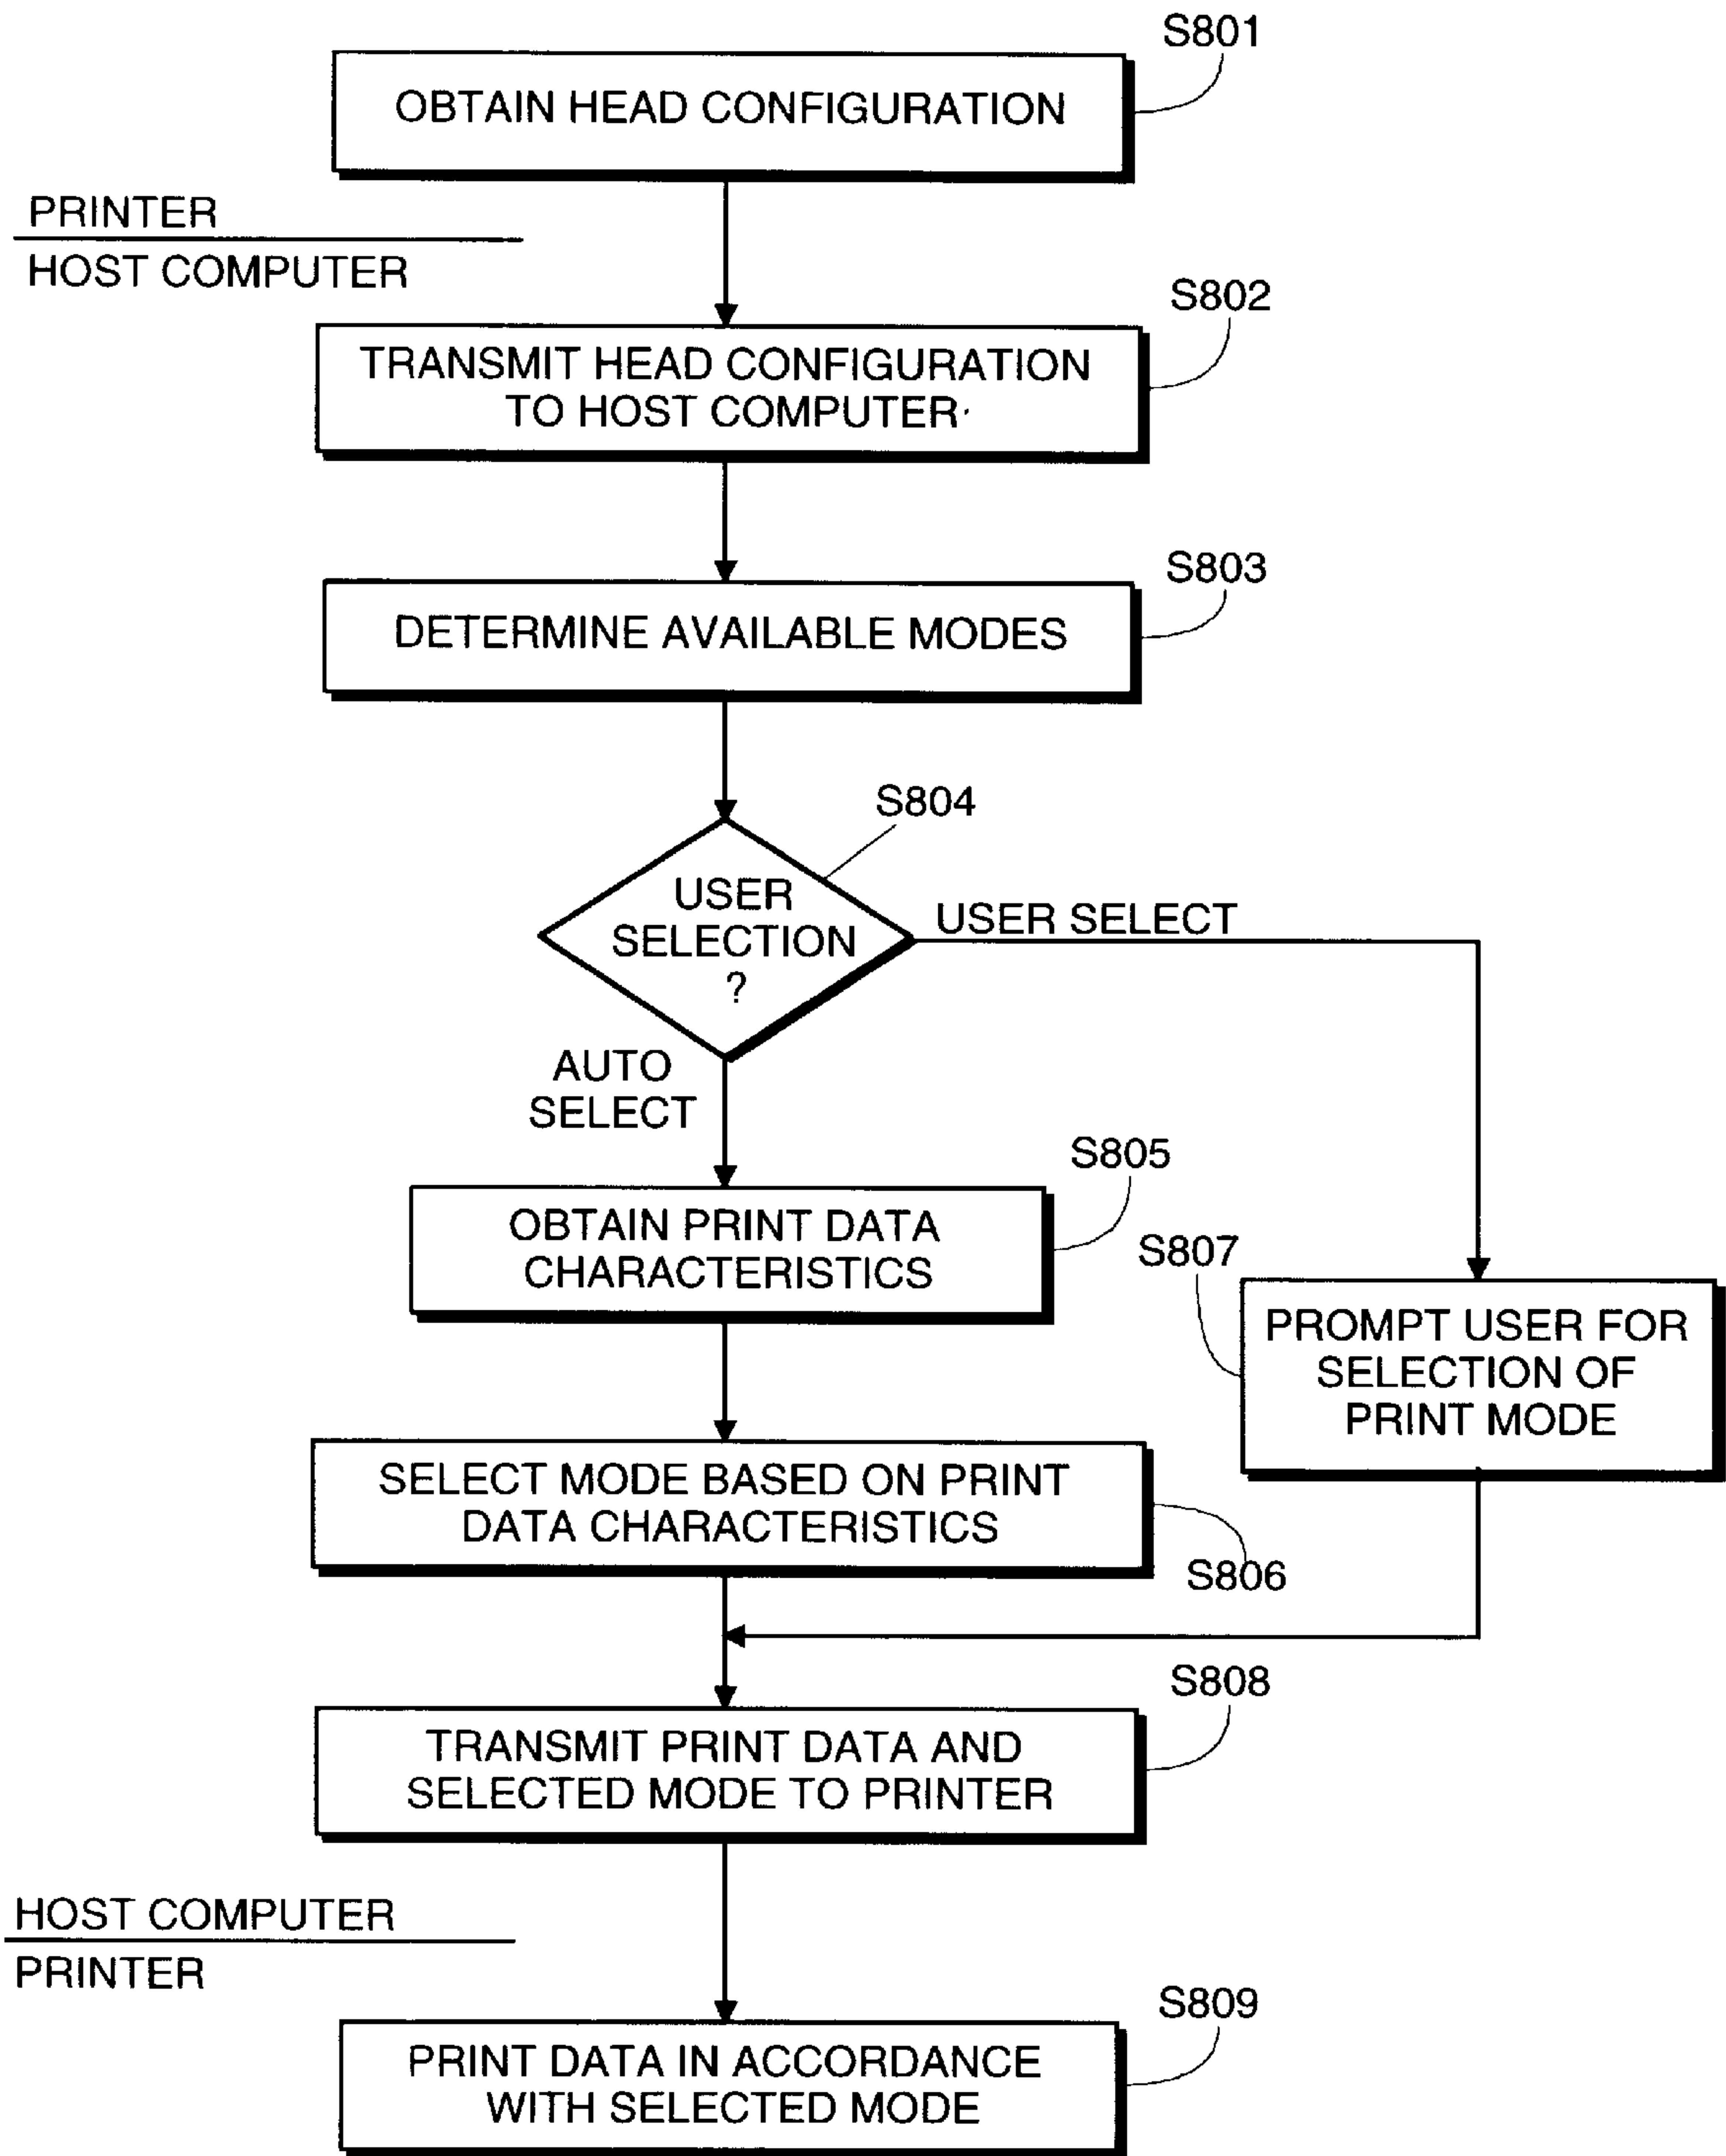 S801
OBTAIN HEAD CONFIGURATION
PRINTER
HOST COMPUTER
S802
TRANSMIT HEAD CONFIGURATION
TO HOST COMPUTER
S803
DETERMINE AVAILABLE MODES
S804
USER
SELECTION
?
USER SELECT
AUTO
SELECT
S805
OBTAIN PRINT DATA
CHARACTERISTICS
S807
PROMPT USER FOR
SELECTION OF
PRINT MODE
SELECT MODE BASED ON PRINT
DATA CHARACTERISTICS
S806
S808
TRANSMIT PRINT DATA AND
SELECTED MODE TO PRINTER
HOST COMPUTER
PRINTER
S809
PRINT DATA IN ACCORDANCE
WITH SELECTED MODE